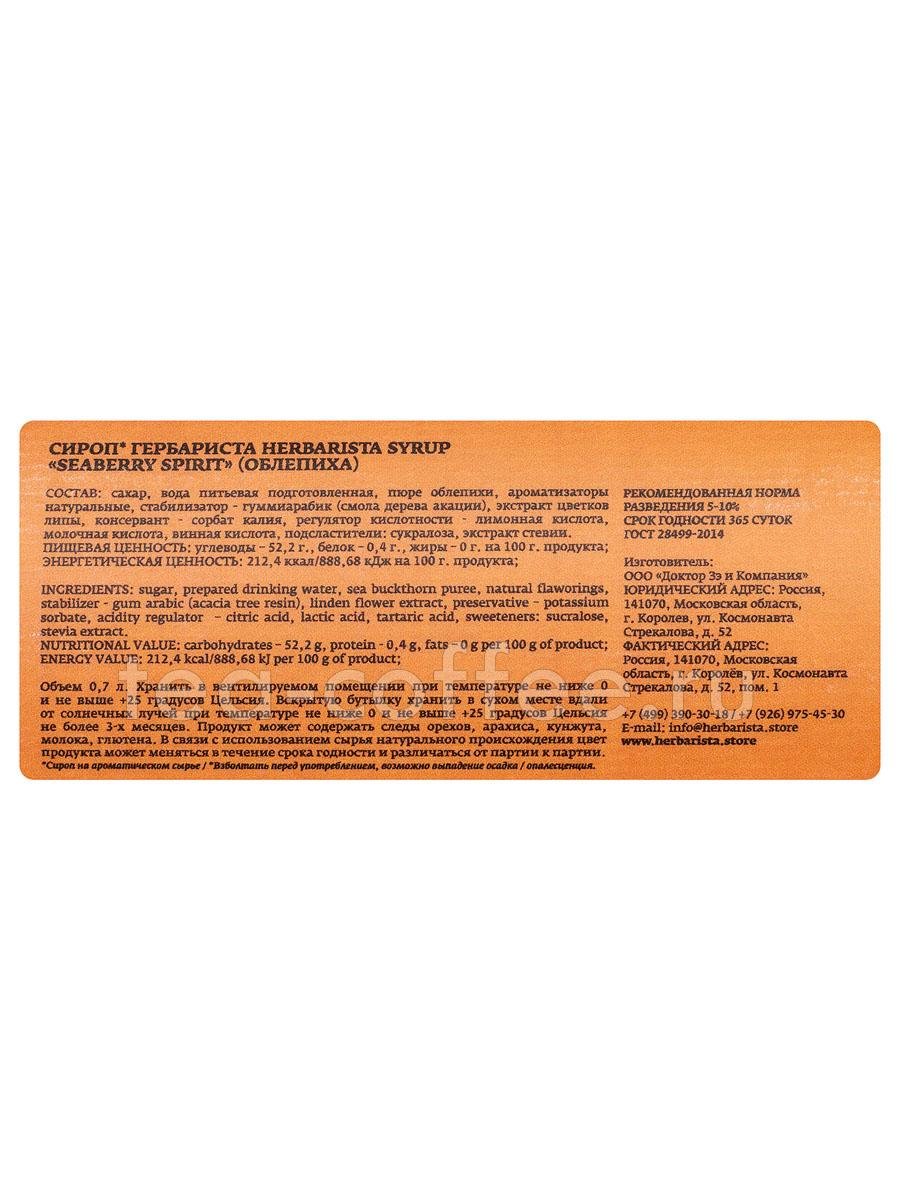 СИРОП* ГЕРБАРИСТА HERBARISTA SYRUP
«SEABERRY SPIRIT» (ОБЛЕПИХА)
СОСТАВ: сахар, вода питьевая подготовленная, пюре облепихи, ароматизаторы
натуральные, стабилизатор - гуммиарабик (смола дерева акации), экстракт цветков
липы, консервант - сорбат калия, регулятор кислотности - лимонная кислота,
молочная кислота, винная кислота, подсластители: сукралоза, экстракт стевии.
ПИЩЕВАЯ ЦЕННОСТЬ: углеводы – 52,2 г., белок - 0,4 г., жиры – 0 г. на 100 г. продукта;
ЭНЕРГЕТИЧЕСКАЯ ЦЕННОСТЬ: 212,4 ккал/888,68 кДж на 100 г. продукта;
INGREDIENTS: sugar, prepared drinking water, sea buckthorn puree, natural flaworings,
stabilizer - gum arabic (acacia tree resin), linden flower extract, preservative – potassium
sorbate, acidity regulator – citric acid, lactic acid, tartaric acid, sweeteners: sucralose,
stevia extract.
NUTRITIONAL VALUE: carbohydrates – 52,2 g, protein - 0,4 g, fats – 0 g per 100 g of product;
ENERGY VALUE: 212,4 kcal/888,68 kJ per 100 g of product;
Объем 0,7 л. Хранить в вентилируемом помещении при температуре не ниже 0
и не выше +25 градусов Цельсия. Вскрытую бутылку хранить в сухом месте вдали
от солнечных лучей при температуре не ниже 0 и не выше +25 градусов Цельсия
не более 3-х месяцев. Продукт может содержать следы орехов, арахиса, кунжута,
молока, глютена. В связи с использованием сырья натурального происхождения цвет
продукта может меняться в течение срока годности и различаться от партии к партии.
*Сироп на ароматическом сырье / *Взболтать перед употреблением, возможно выпадение осадка / опалесценция.
РЕКОМЕНДОВАННАЯ НОРМА
РАЗВЕДЕНИЯ 5-10%
СРОК ГОДНОСТИ 365 СУТОК
ГОСТ 28499-2014
Изготовитель:
ООО «Доктор Зэ и Компания»
ЮРИДИЧЕСКИЙ АДРЕС: Россия,
141070, Московская область,
г. Королев, ул. Космонавта
Стрекалова, д. 52
ФАКТИЧЕСКИЙ АДРЕС:
Россия, 141070, Московская
область, г. Королёв, ул. Космонавта
Стрекалова, д. 52, пом. 1
+7 (499) 390-30-18/ +7 (926) 975-45-30
E-mail: info@herbarista.store
www.herbarista.store
tea-coffee.ru